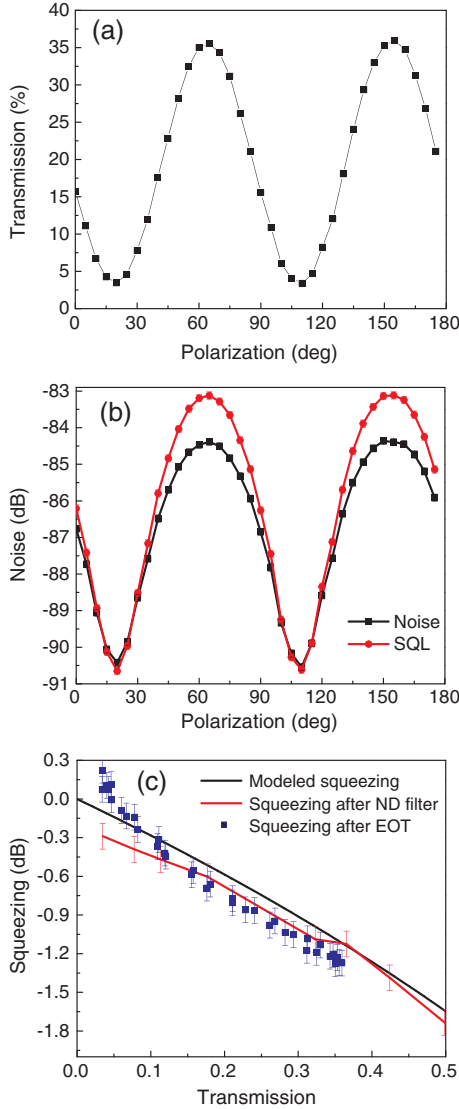 (a)
Transmission (%)
40
35
30
25
20
15
10
5
0
0 30 60 90 120 150 180
Polarization (deg)
(b)
Noise (dB)
-83
-84
-85
-86
-87
-88
-89
-90
-91
Noise
SQL
0 30 60 90 120 150 180
Polarization (deg)
(c)
Squeezing (dB)
0.3
0.0
-0.3
-0.6
-0.9
-1.2
-1.5
-1.8
Modeled squeezing
Squeezing after ND filter
Squeezing after EOT
0.0 0.1 0.2 0.3 0.4 0.5
Transmission